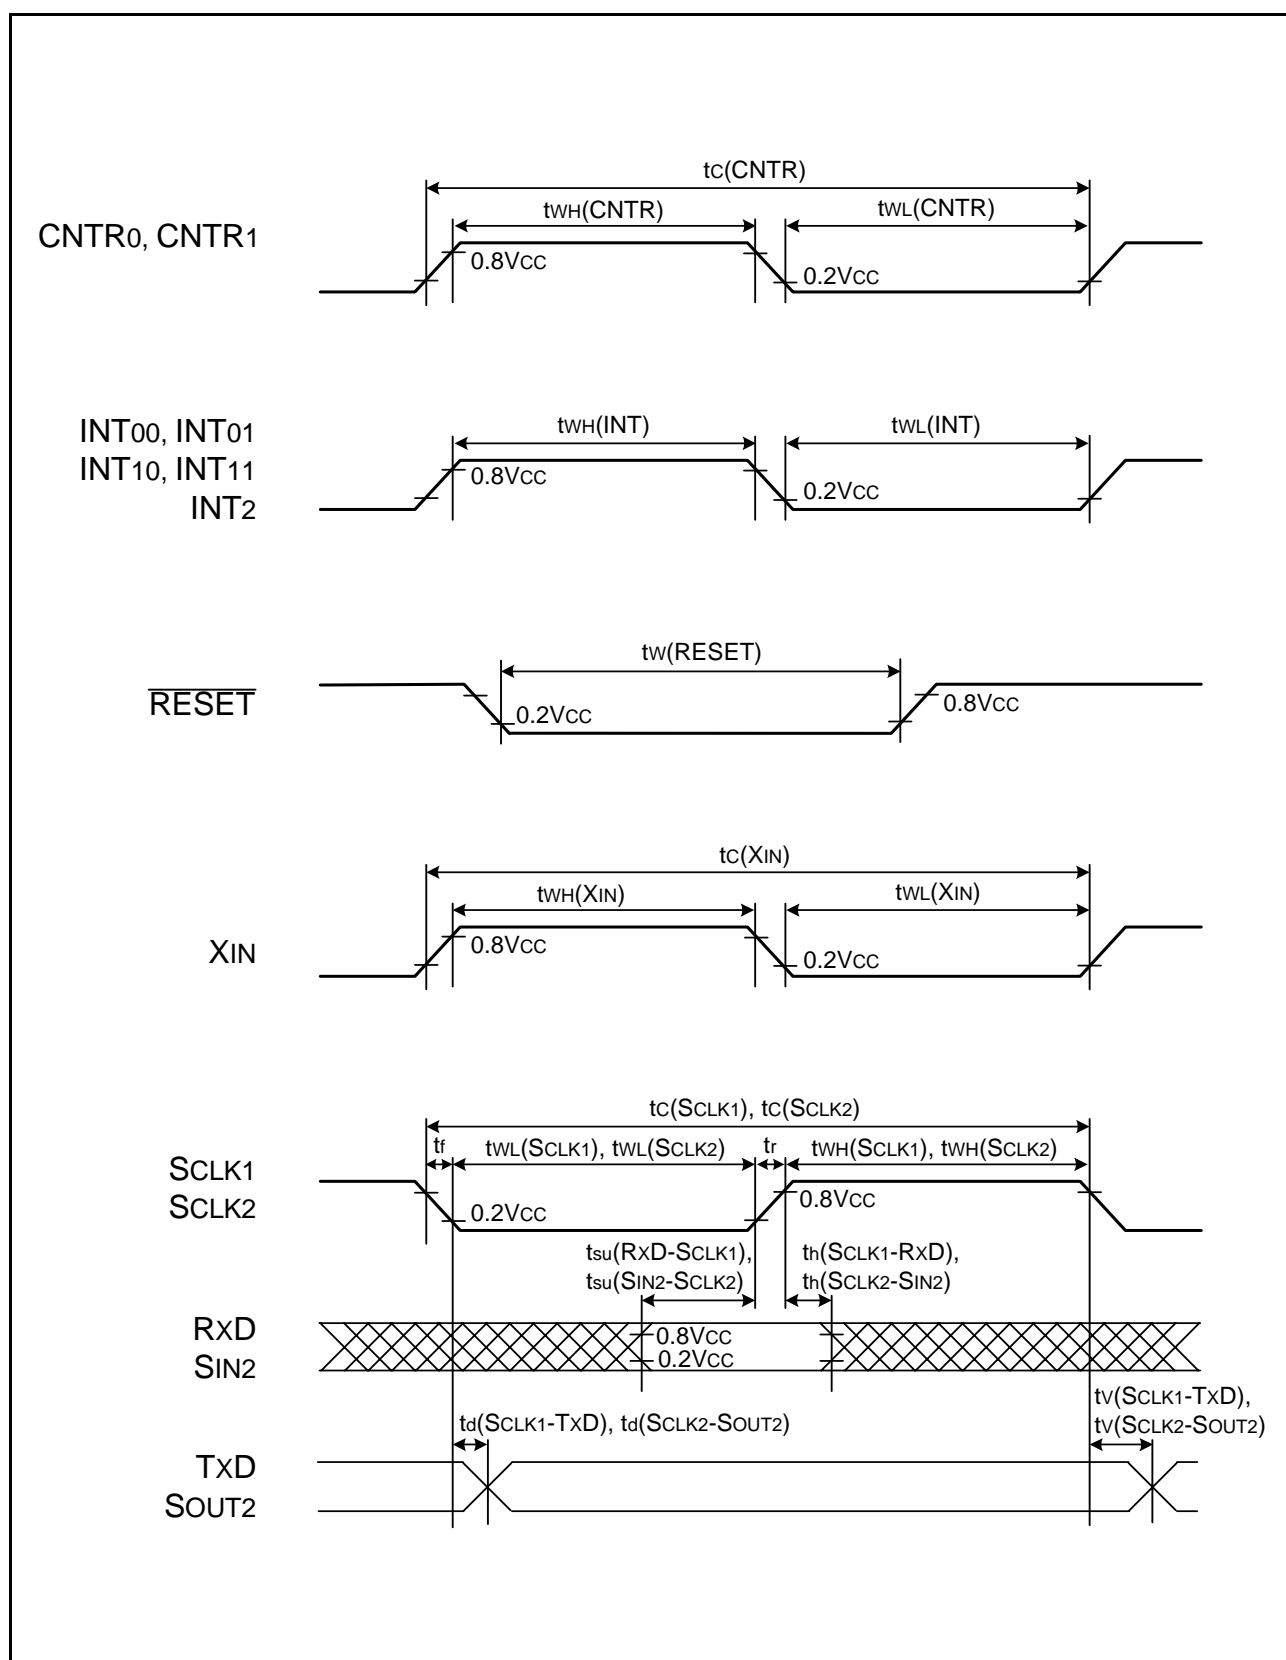 tC(CNTR)
tWH(CNTR)
tWL(CNTR)
CNTR0, CNTR1
0.8VCC
0.2VCC
INT00, INT01
INT10, INT11
INT2
tWH(INT)
tWL(INT)
0.8VCC
0.2VCC
tW(RESET)
RESET
0.2VCC
0.8VCC
tC(XIN)
tWH(XIN)
tWL(XIN)
XIN
0.8VCC
0.2VCC
tC(SCLK1), tC(SCLK2)
tf
tWL(SCLK1), tWL(SCLK2)
tr
tWH(SCLK1), tWH(SCLK2)
SCLK1
SCLK2
0.2VCC
0.8VCC
tsu(RXD-SCLK1),
tsu(SIN2-SCLK2)
th(SCLK1-RXD),
th(SCLK2-SIN2)
RXD
SIN2
0.8VCC
0.2VCC
td(SCLK1-TXD), td(SCLK2-SOUT2)
tV(SCLK1-TXD),
tV(SCLK2-SOUT2)
TXD
SOUT2